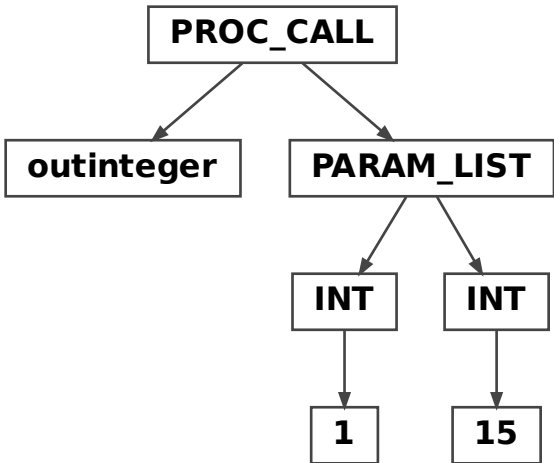 PROC_CALL
outinteger
PARAM_LIST
INT
INT
1
15